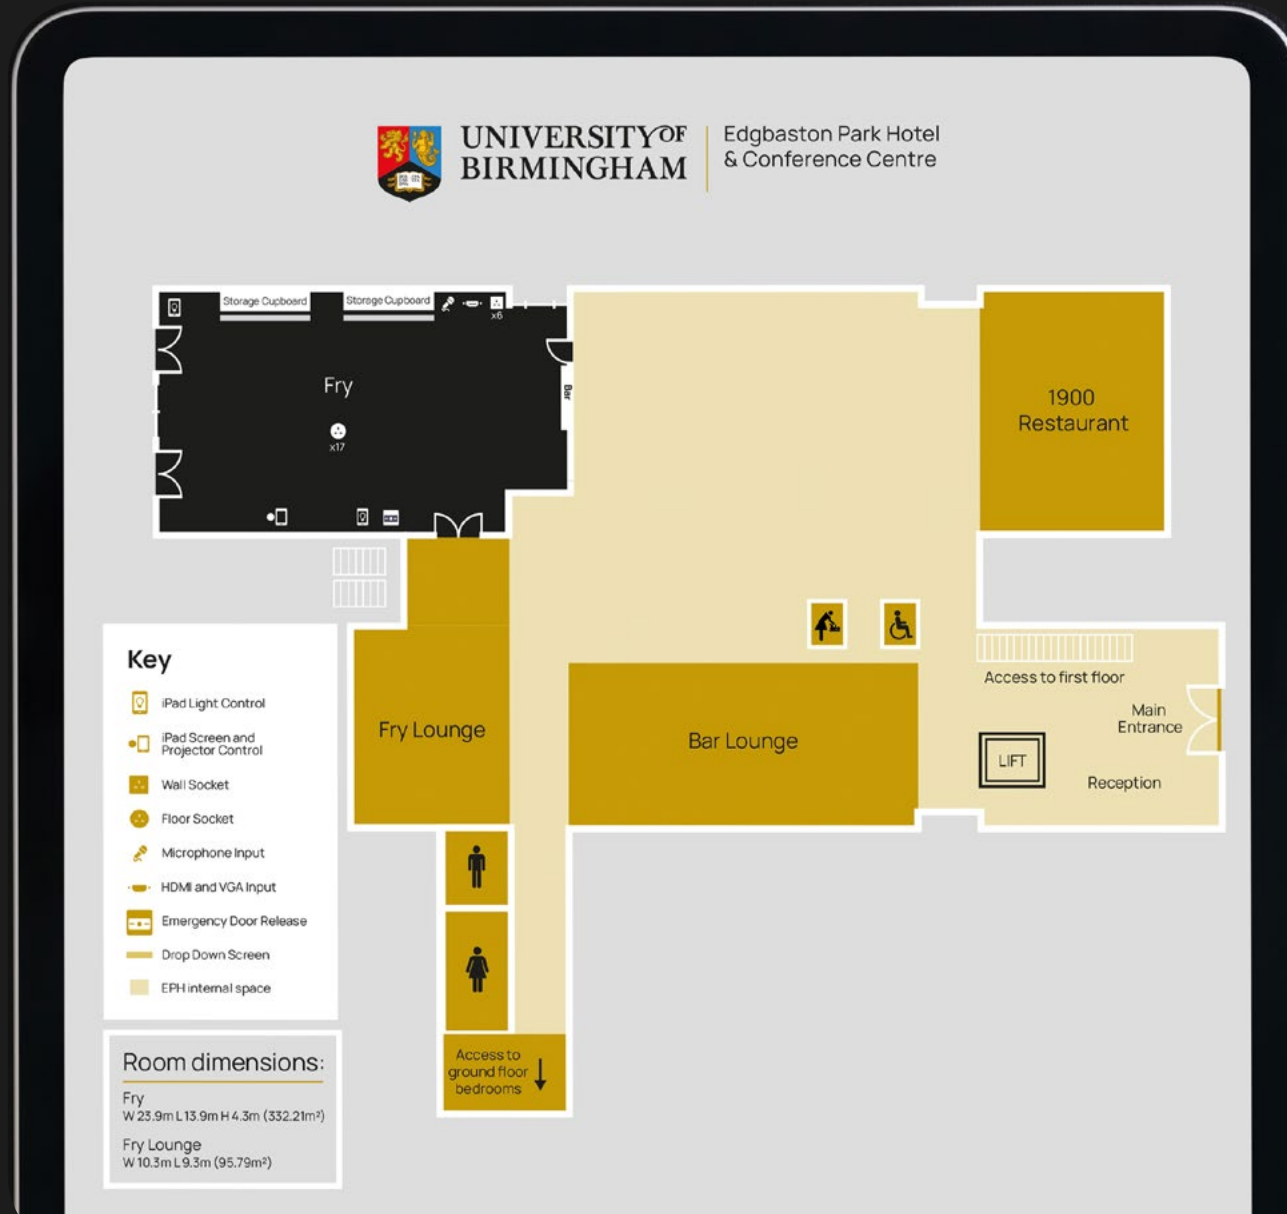 UNIVERSITY OF
BIRMINGHAM
Edgbaston Park Hotel
& Conference Centre
Storage Cupboard
Storage Cupboard
x6
Fry
Bar
x17
1900
Restaurant
Access to first floor
Main
Entrance
Fry Lounge
Bar Lounge
LIFT
Reception
Key
iPad Light Control
iPad Screen and
Projector Control
Wall Socket
Floor Socket
Microphone Input
HDMI and VGA Input
Emergency Door Release
Drop Down Screen
EPH internal space
Access to
ground floor
bedrooms
Room dimensions:
Fry
W 23.9m L 13.9m H 4.3m (332.21m²)
Fry Lounge
W 10.3m L 9.3m (95.79m²)